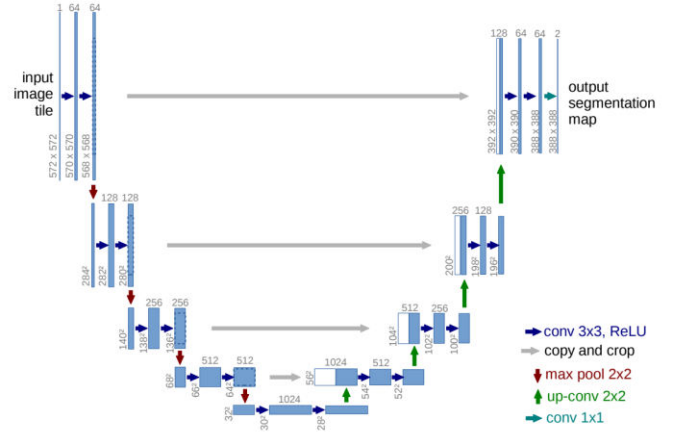 1 64 64
128 64 64 2
input
image
tile
output
segmentation
map
572 x 572
570 x 570
568 x 568
392 x 392
390 x 390
388 x 388
388 x 388
128 128
256 128
284²
282²
280²
200²
198²
196²
256 256
512 256
140²
138²
136²
104²
102²
100²
512 512
1024 512
68²
66²
64²
56²
54²
52²
1024
32²
30²
28²
conv 3x3, ReLU
copy and crop
max pool 2x2
up-conv 2x2
conv 1x1